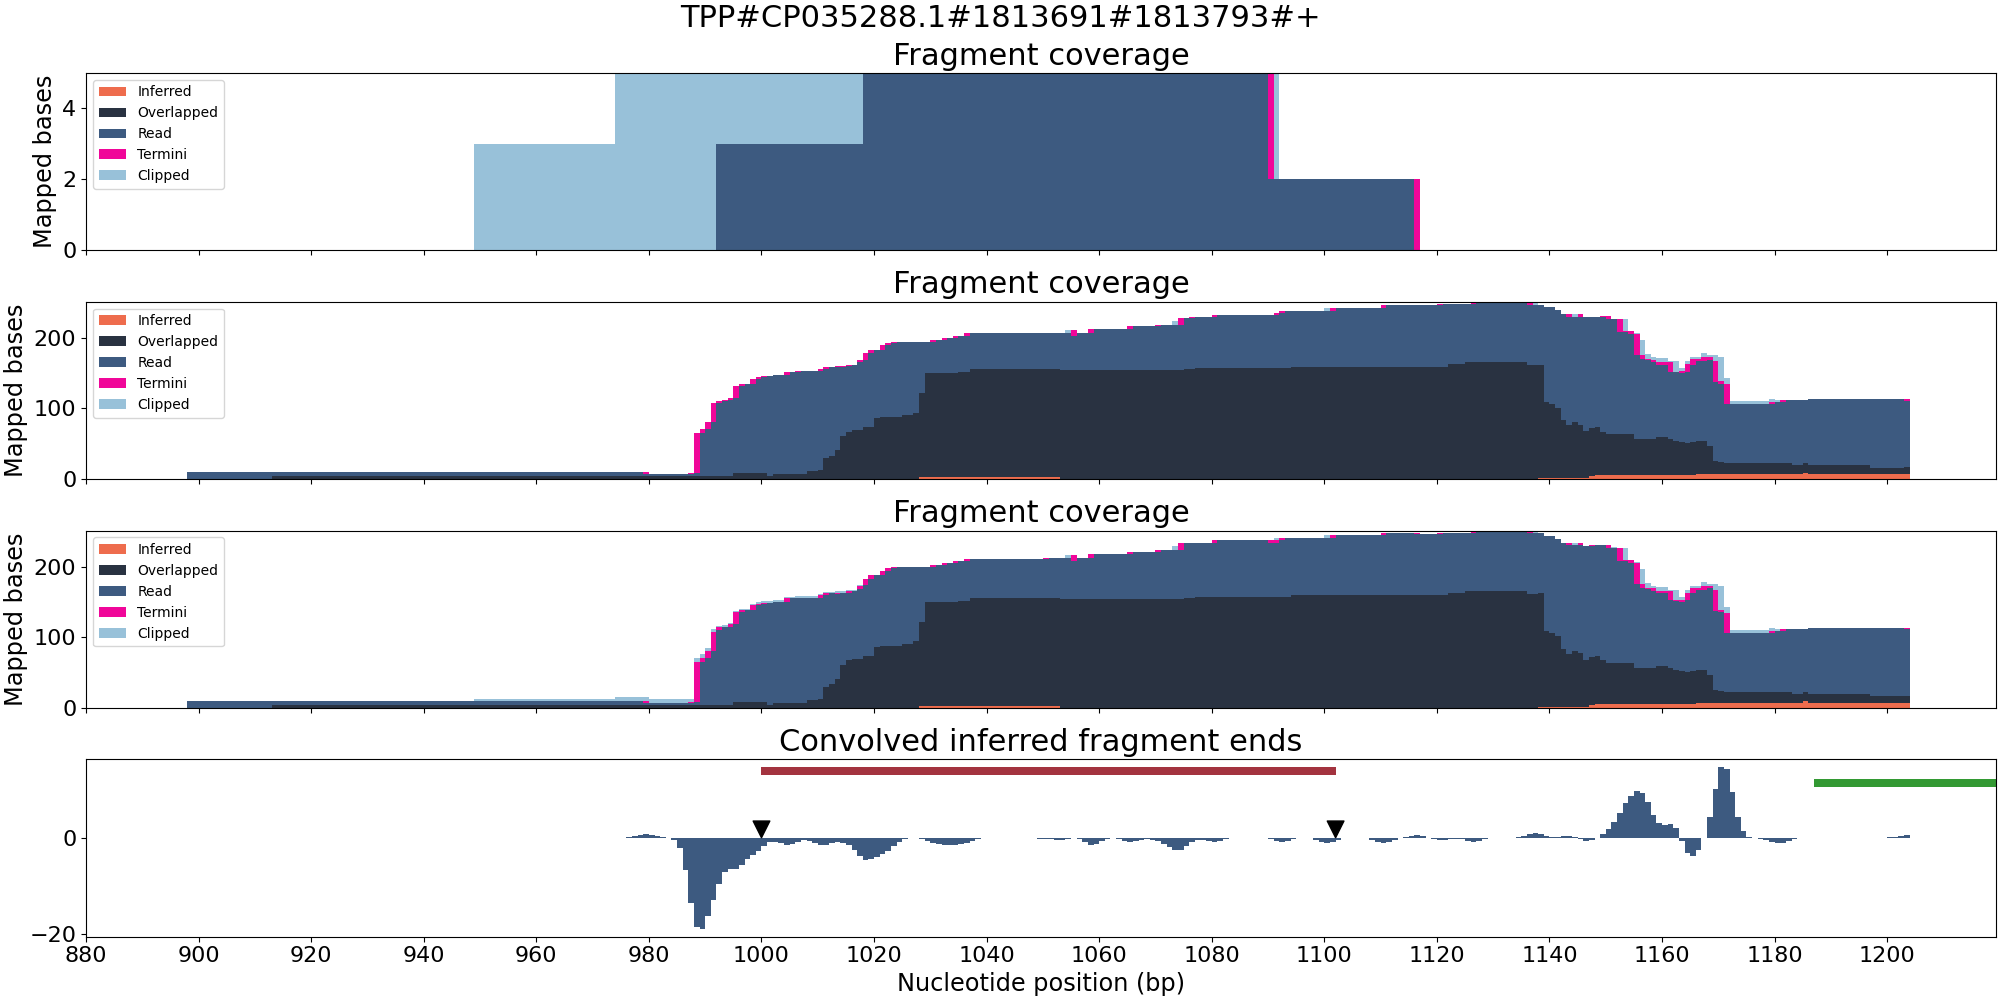 TPP#CP035288.1#1813691#1813793#+
Fragment coverage
Mapped bases
4
2
0
Inferred
Overlapped
Read
Termini
Clipped
Fragment coverage
Mapped bases
200
100
0
Inferred
Overlapped
Read
Termini
Clipped
Fragment coverage
Mapped bases
200
100
0
Inferred
Overlapped
Read
Termini
Clipped
Convolved inferred fragment ends
0
−20
880 900 920 940 960 980 1000 1020 1040 1060 1080 1100 1120 1140 1160 1180 1200
Nucleotide position (bp)